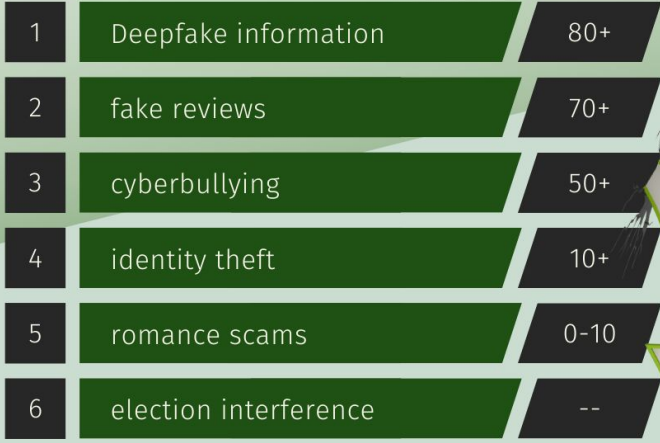 1 Deepfake information 80+
2 fake reviews 70+
3 cyberbullying 50+
4 identity theft 10+
5 romance scams 0-10
6 election interference --